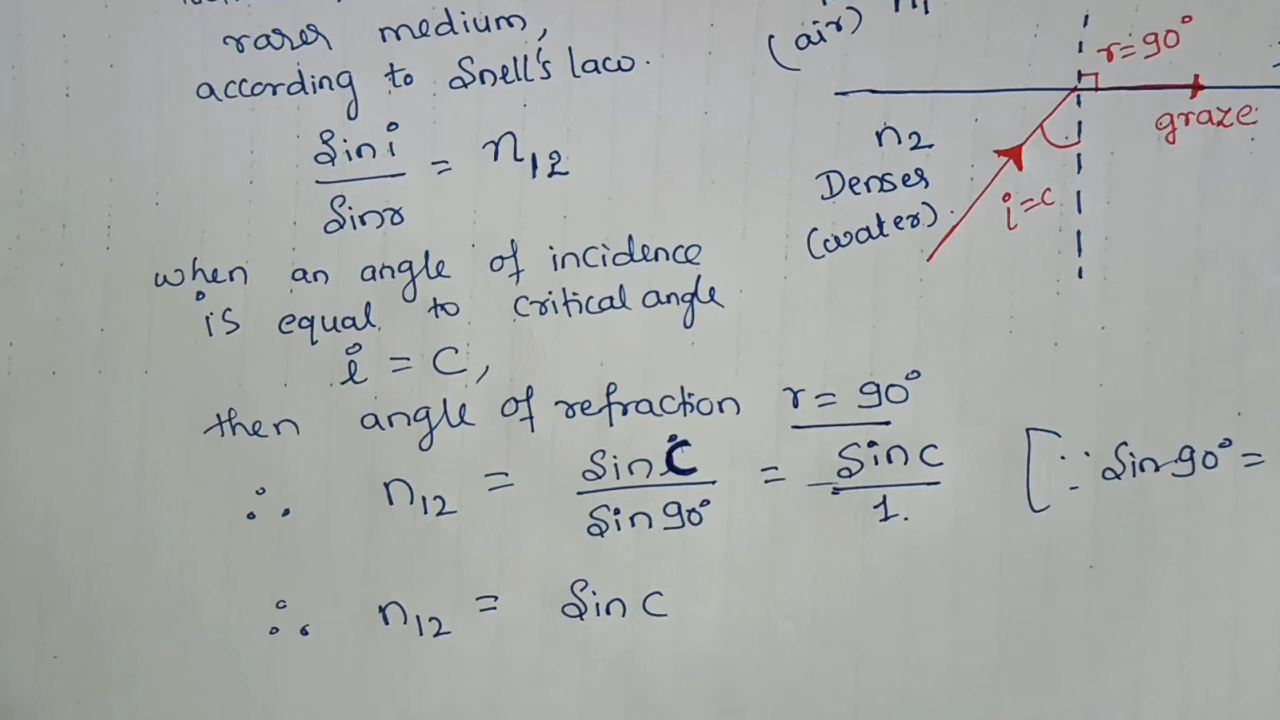 rarer medium,
according to Snell's law.
Sin i / Sin r = n12
when an angle of incidence
is equal to critical angle
i = C,
then angle of refraction r = 90°
∴ n12 = Sin C / Sin 90° = Sin C / 1.
[∵ Sin 90° =
∴ n12 = Sin C
(air)
r = 90°
graze
n2
Denser
(water)
i = c